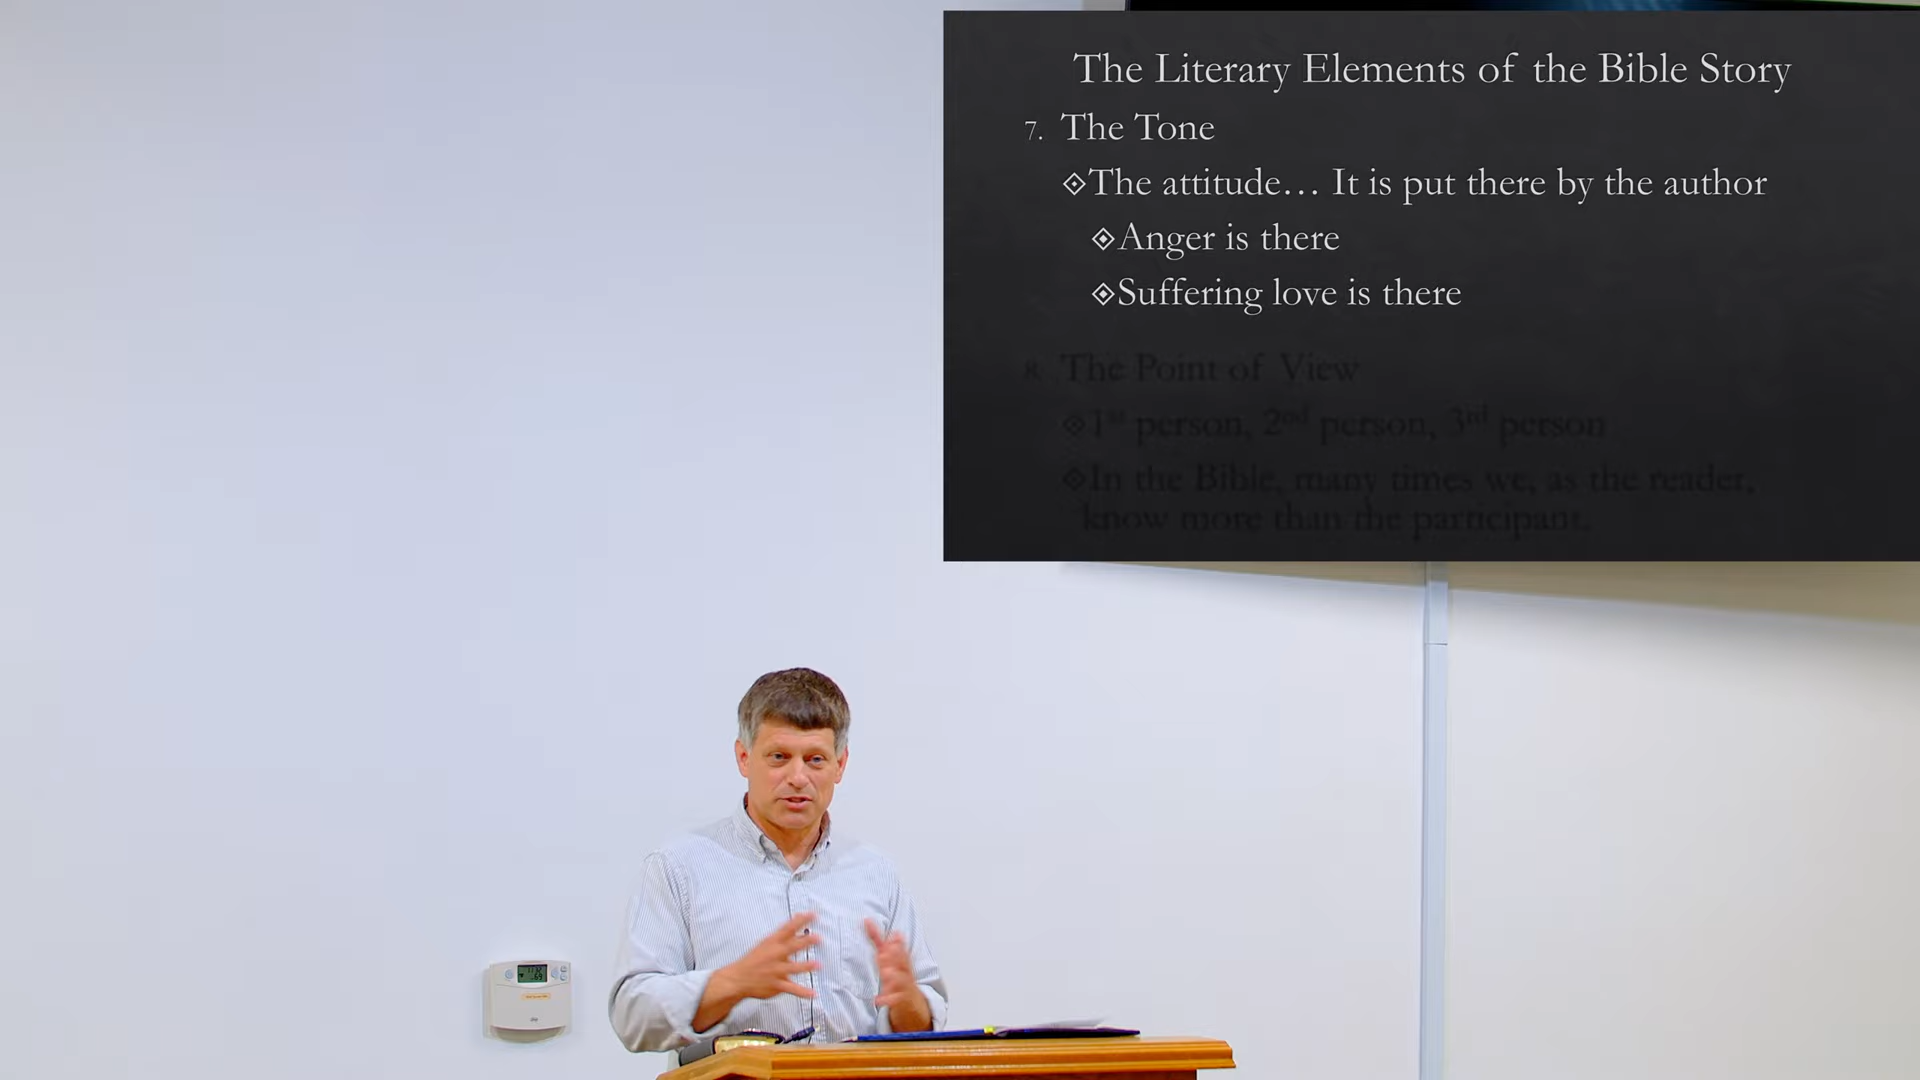 The Literary Elements of the Bible Story
7. The Tone
The attitude… It is put there by the author
Anger is there
Suffering love is there
8. The Point of View
1st person, 2nd person, 3rd person
In the Bible, many times we, as the reader,
know more than the participant.